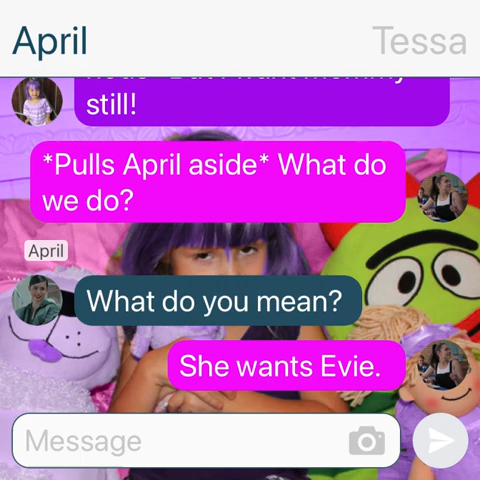 April
Tessa
still!
*Pulls April aside* What do
we do?
April
What do you mean?
She wants Evie.
Message